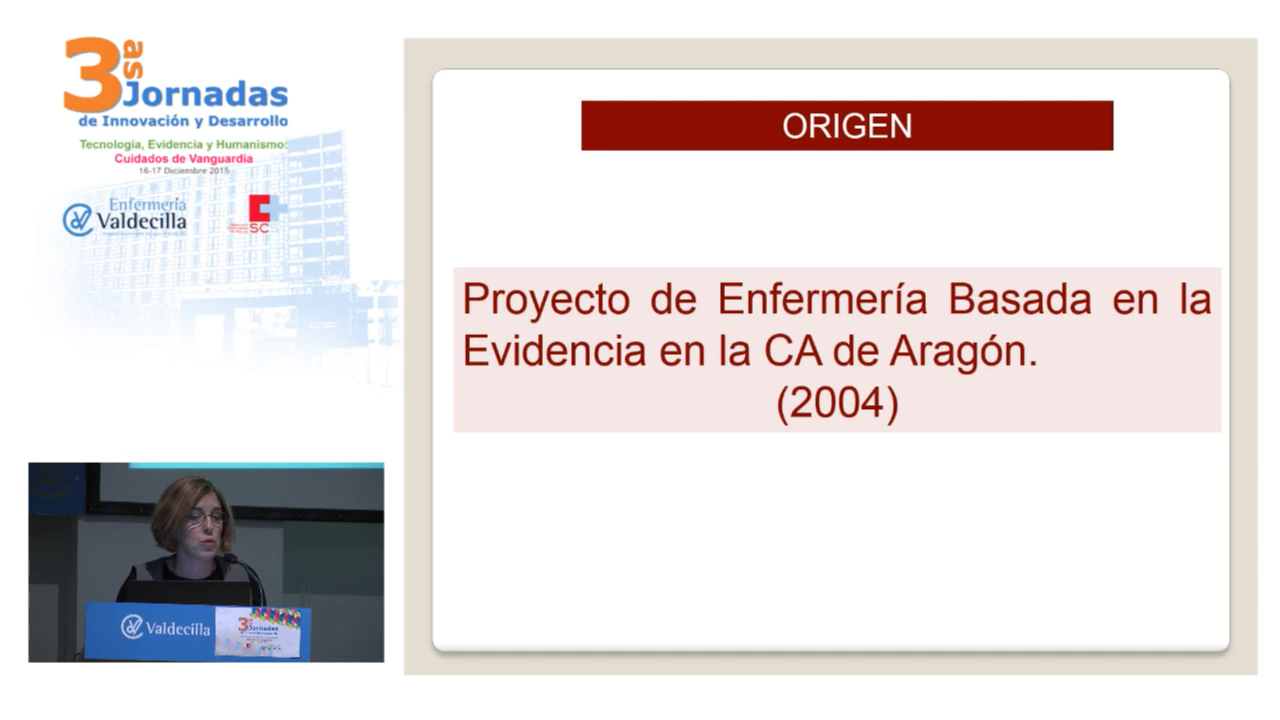 3as Jornadas
de Innovación y Desarrollo
Tecnología, Evidencia y Humanismo:
Cuidados de Vanguardia
16-17 Diciembre 2015
Enfermería
Valdecilla
SC
ORIGEN
Proyecto de Enfermería Basada en la
Evidencia en la CA de Aragón.
(2004)
Valdecilla
3as Jornadas